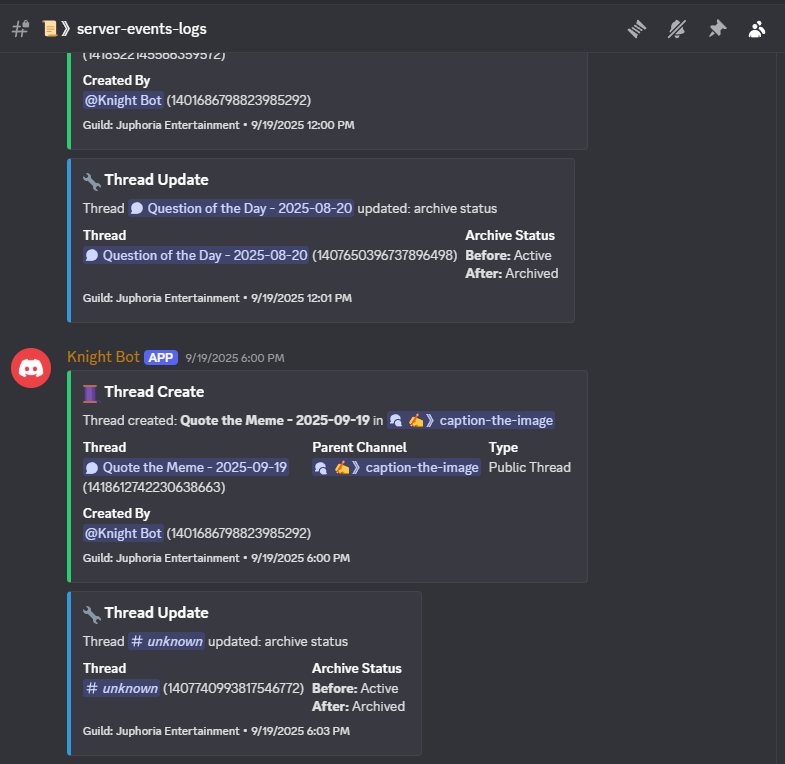 server-events-logs
(1418522145566359572)
Created By
@Knight Bot (1401686798823985292)
Guild: Juphoria Entertainment • 9/19/2025 12:00 PM
Thread Update
Thread Question of the Day - 2025-08-20 updated: archive status
Thread Archive Status
Question of the Day - 2025-08-20 (1407650396737896498) Before: Active
After: Archived
Guild: Juphoria Entertainment • 9/19/2025 12:01 PM
Knight Bot APP 9/19/2025 6:00 PM
Thread Create
Thread created: Quote the Meme - 2025-09-19 in ✍️》caption-the-image
Thread Parent Channel Type
Quote the Meme - 2025-09-19 ✍️》caption-the-image Public Thread
(1418612742230638663)
Created By
@Knight Bot (1401686798823985292)
Guild: Juphoria Entertainment • 9/19/2025 6:00 PM
Thread Update
Thread # unknown updated: archive status
Thread Archive Status
# unknown (1407740993817546772) Before: Active
After: Archived
Guild: Juphoria Entertainment • 9/19/2025 6:03 PM